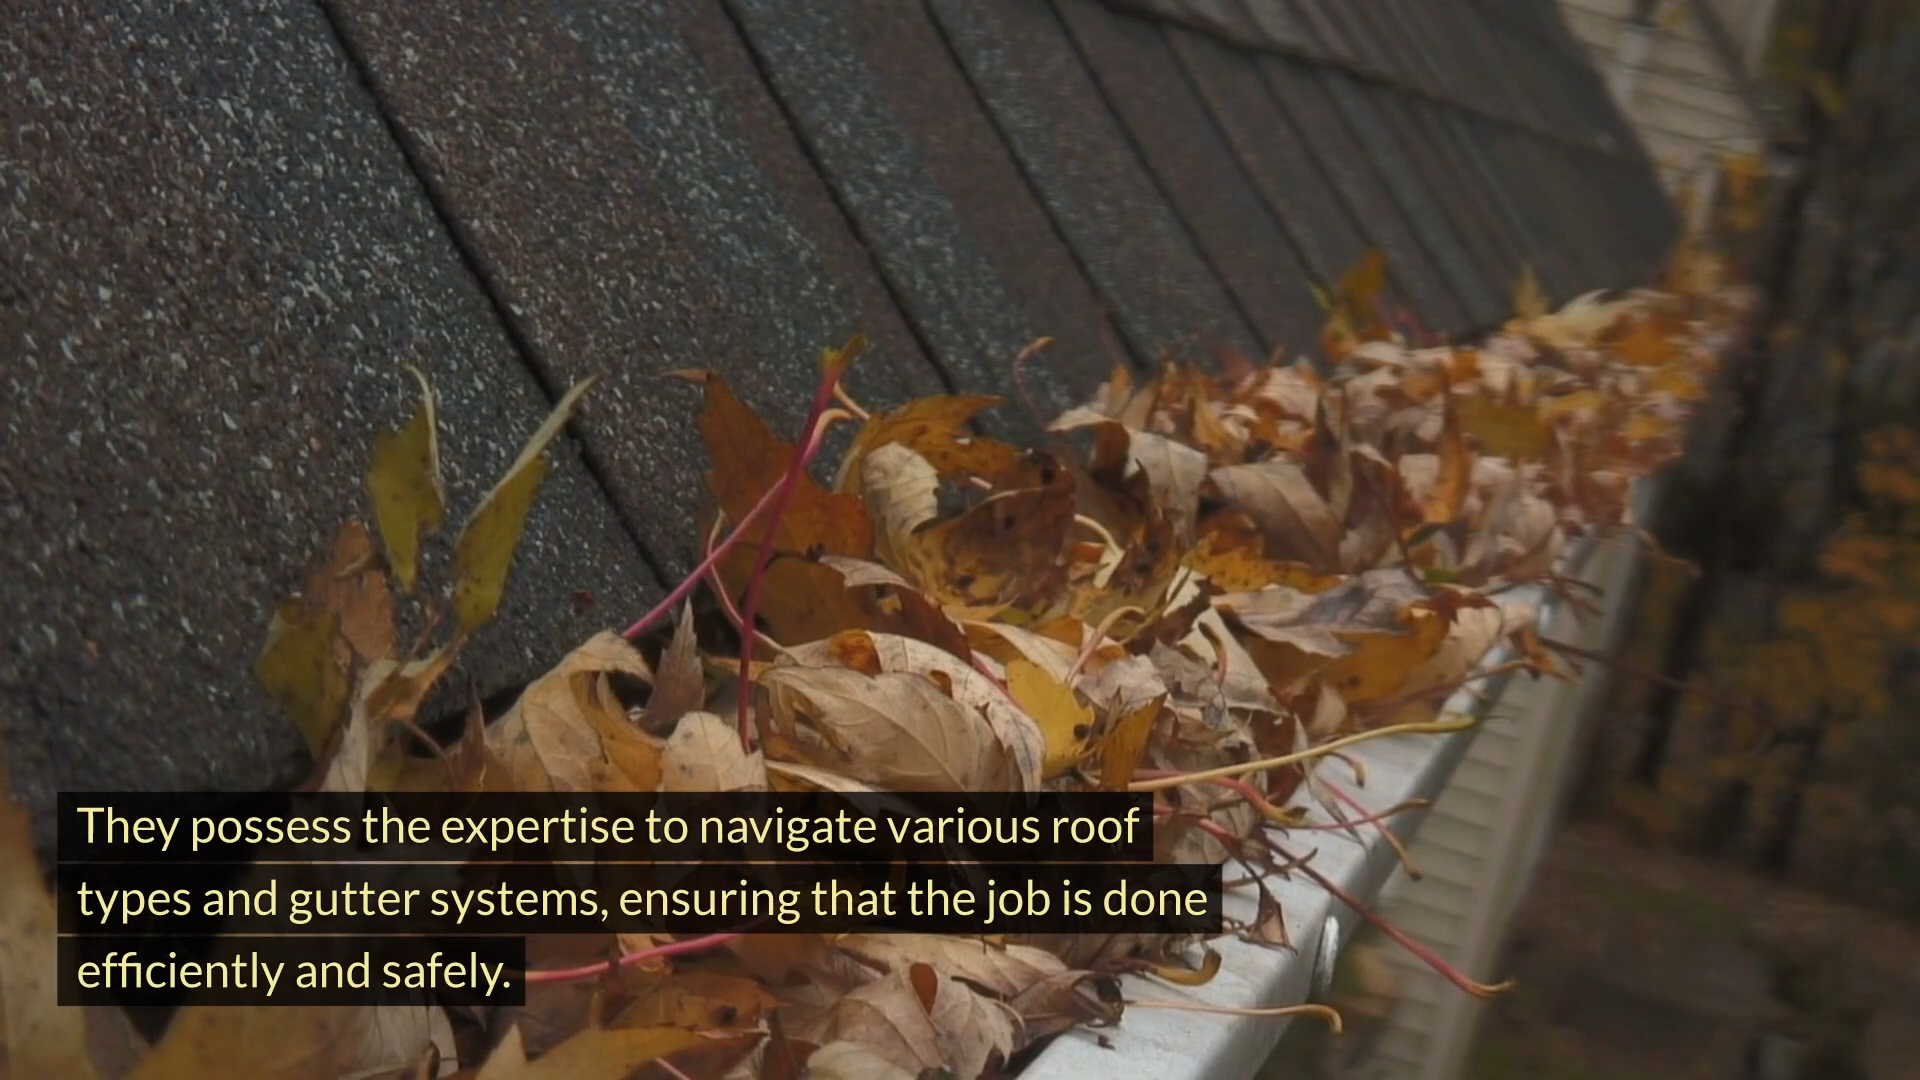 They possess the expertise to navigate various roof
types and gutter systems, ensuring that the job is done
efficiently and safely.